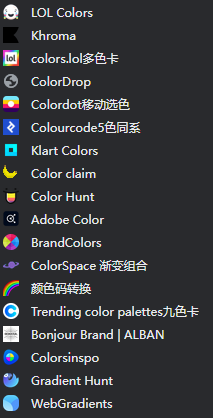 LOL Colors
Khroma
colors.lol多色卡
ColorDrop
Colordot移动选色
Colourcode5色同系
Klart Colors
Color claim
Color Hunt
Adobe Color
BrandColors
ColorSpace 渐变组合
颜色码转换
Trending color palettes九色卡
Bonjour Brand | ALBAN
Colorsinspo
Gradient Hunt
WebGradients